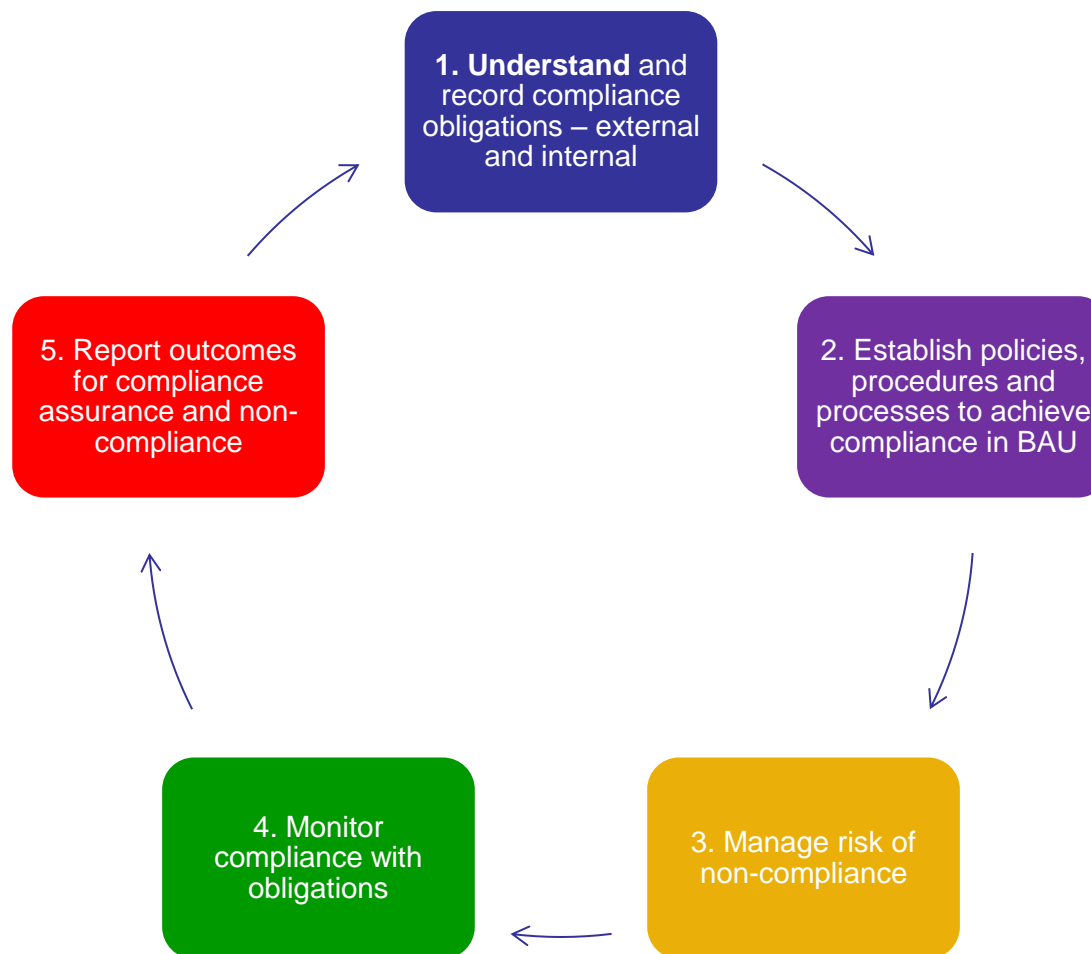 1. Understand and
record compliance
obligations – external
and internal
2. Establish policies,
procedures and
processes to achieve
compliance in BAU
3. Manage risk of
non-compliance
4. Monitor
compliance with
obligations
5. Report outcomes
for compliance
assurance and non-
compliance